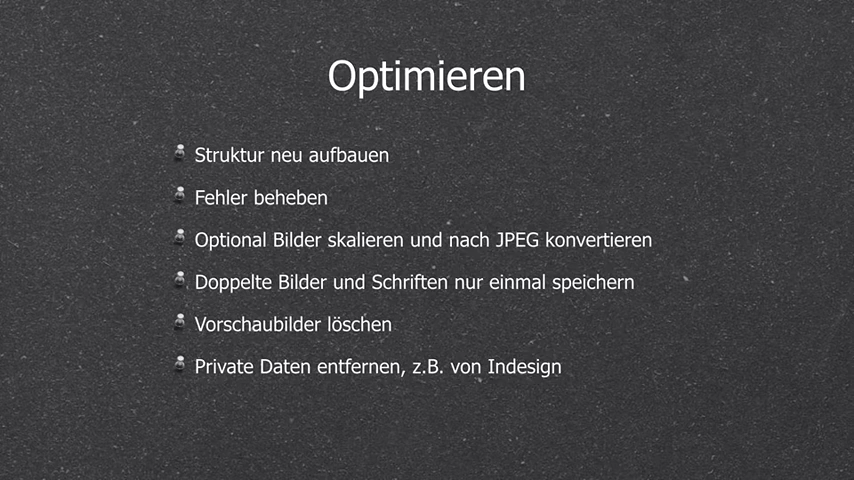 Optimieren
Struktur neu aufbauen
Fehler beheben
Optional Bilder skalieren und nach JPEG konvertieren
Doppelte Bilder und Schriften nur einmal speichern
Vorschaubilder löschen
Private Daten entfernen, z.B. von Indesign